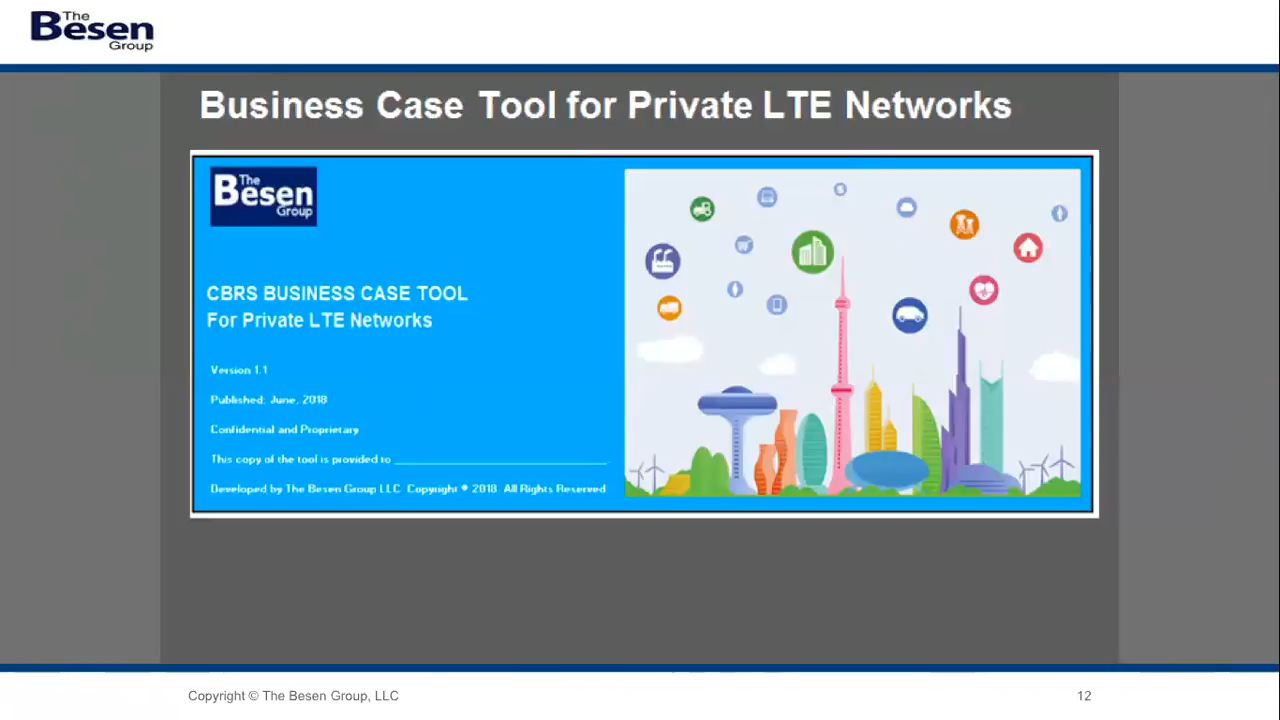 The
Besen
Group
Business Case Tool for Private LTE Networks
The
Besen
Group
CBRS BUSINESS CASE TOOL
For Private LTE Networks
Version 1.1
Published: June, 2018
Confidential and Proprietary
This copy of the tool is provided to ______________________________
Developed by The Besen Group LLC Copyright © 2018 All Rights Reserved
Copyright © The Besen Group, LLC
12